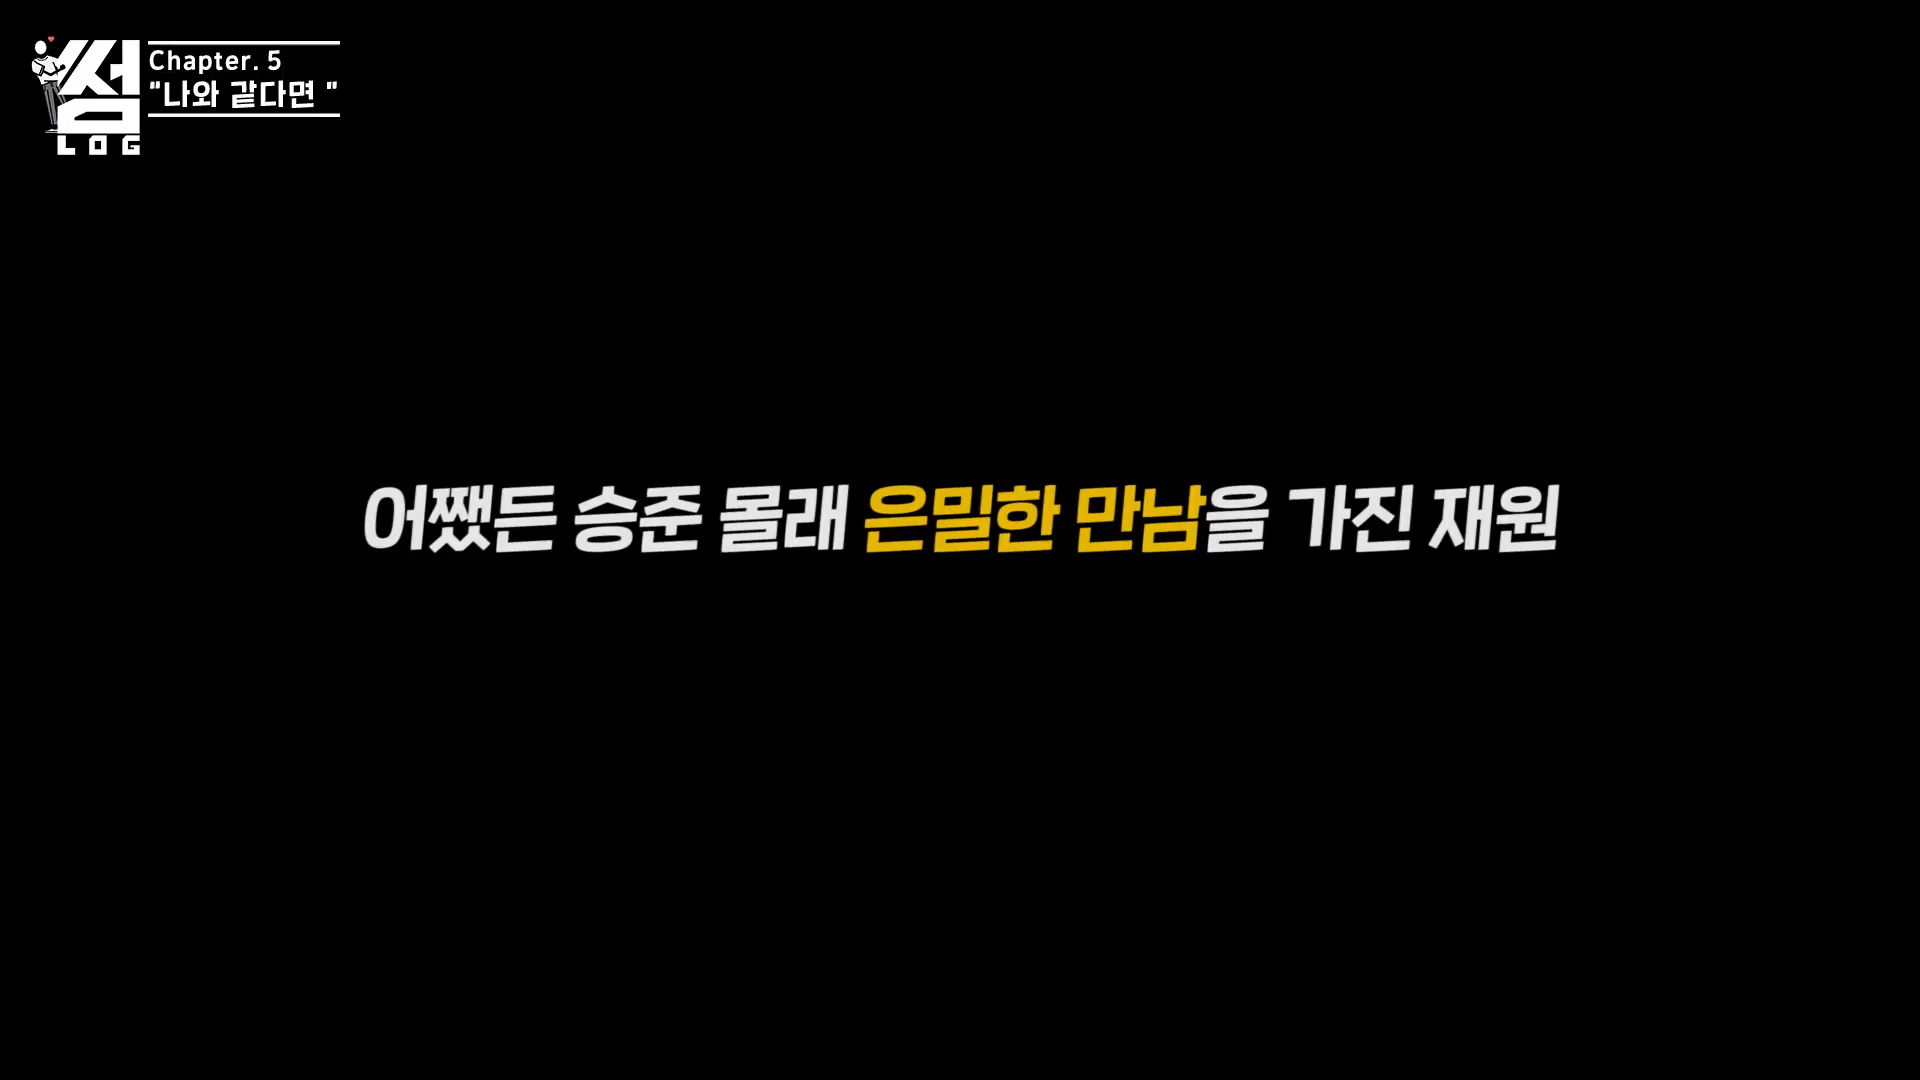 썸
LOG
Chapter. 5
"나와 같다면 "
어쨌든 승준 몰래 은밀한 만남을 가진 재원